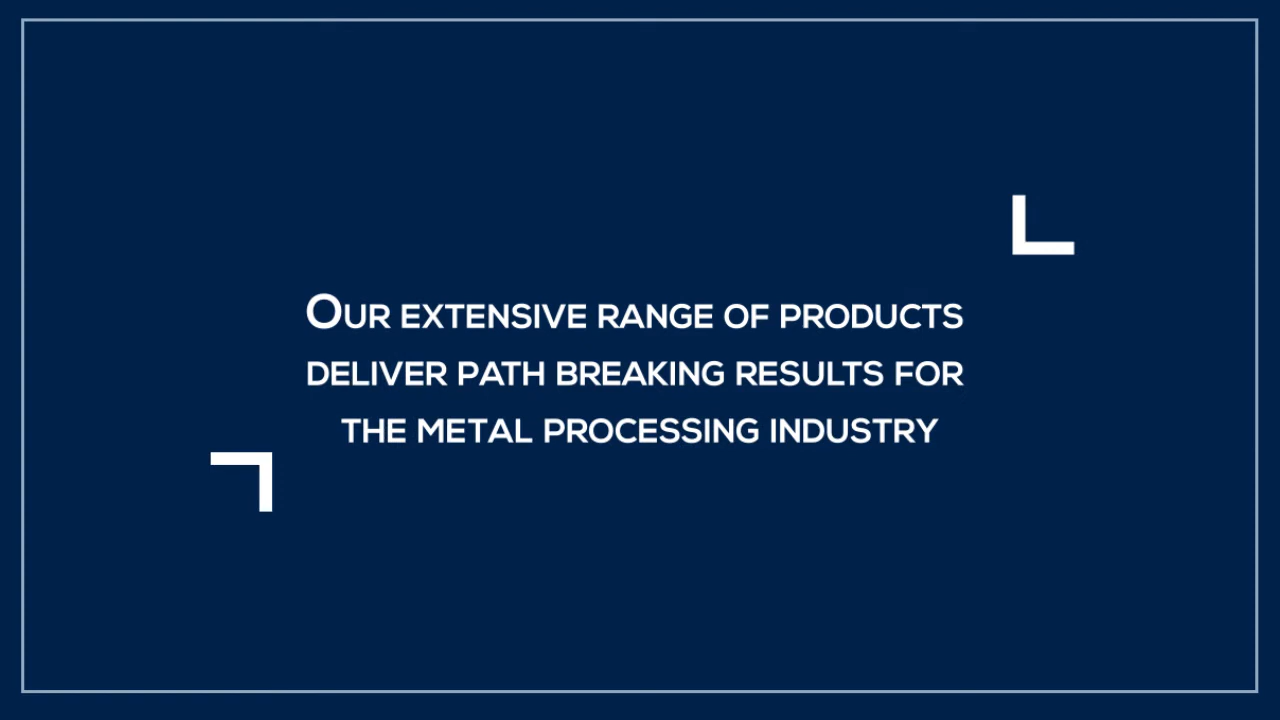 Our extensive range of products
deliver path breaking results for
the metal processing industry